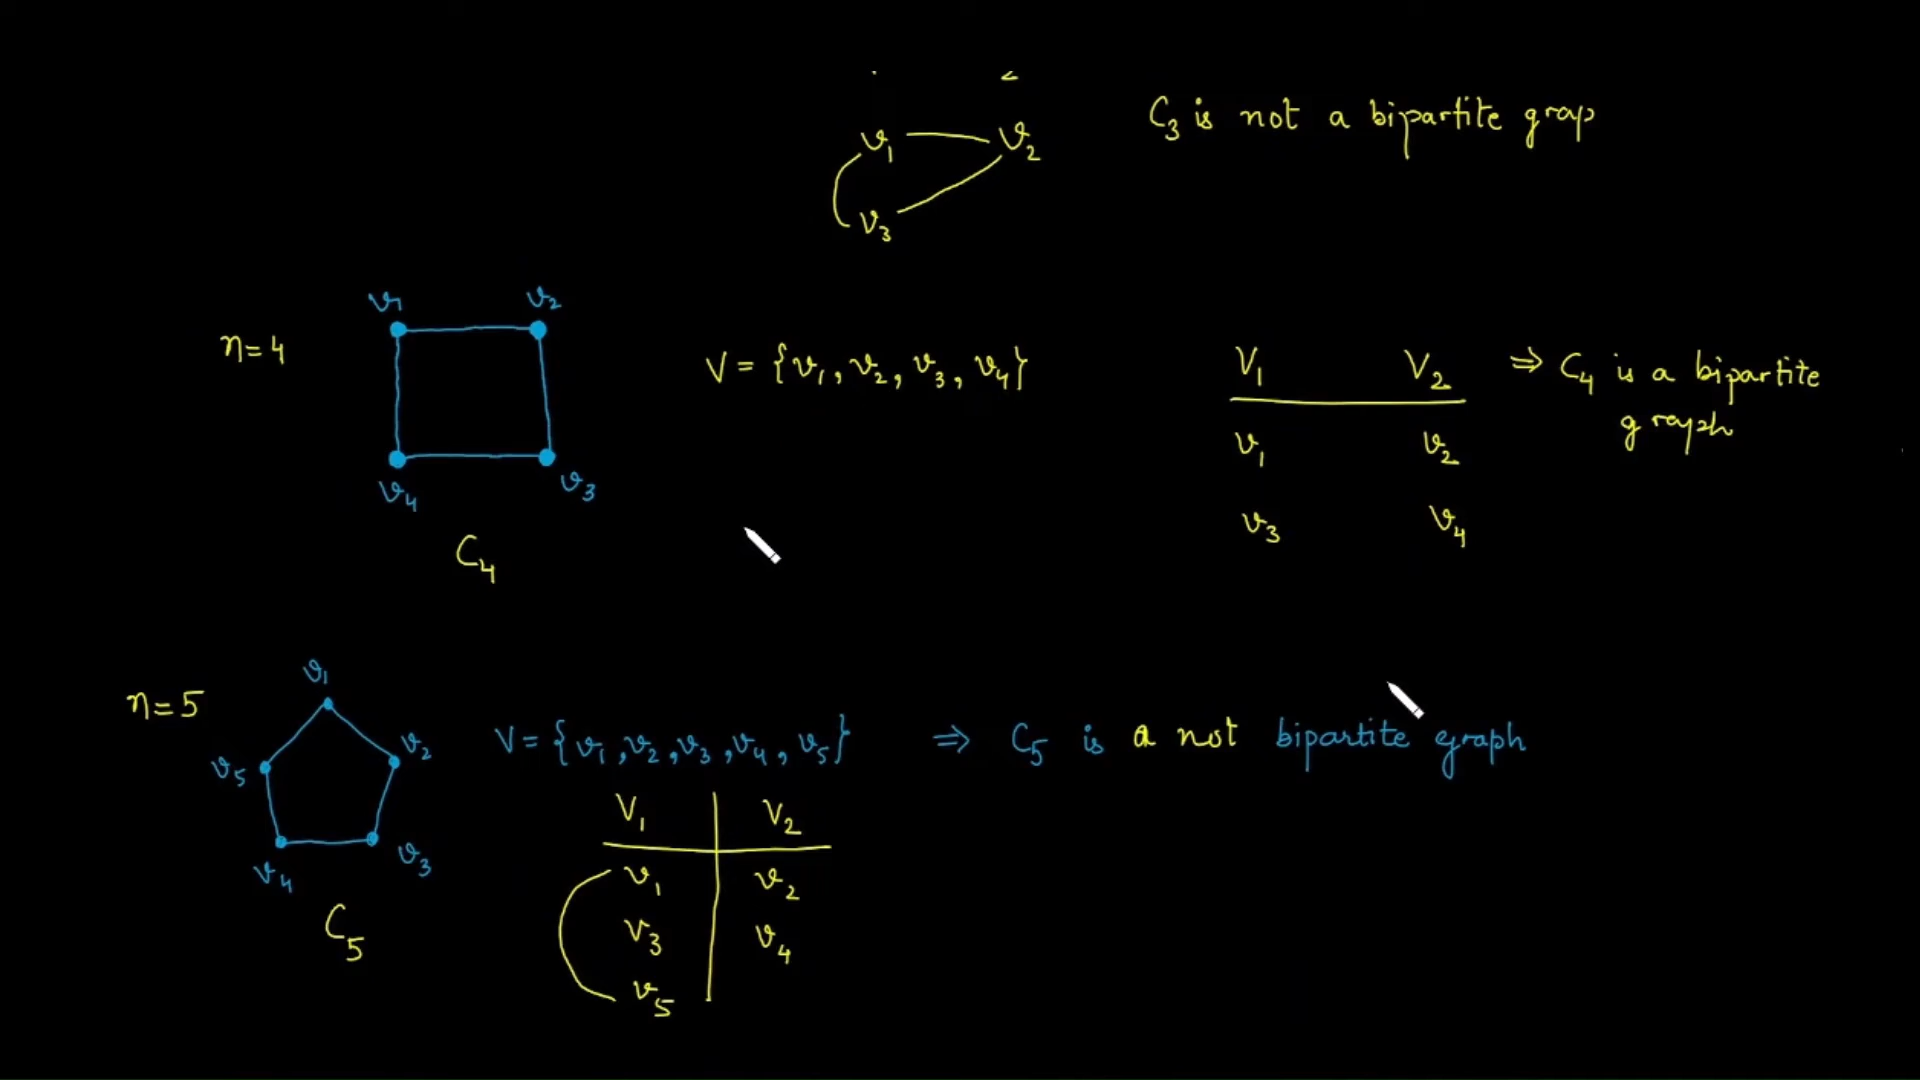 v₁ v₂ C₃ is not a bipartite grap
v₃
v₁ v₂
n=4 V = {v₁, v₂, v₃, v₄} V₁ V₂ ⇒ C₄ is a bipartite
graph
v₁ v₂
v₄ v₃
v₃ v₄
C₄
v₁
n=5
v₅ v₂ V = {v₁, v₂, v₃, v₄, v₅} ⇒ C₅ is a not bipartite graph
V₁ V₂
v₄ v₃
v₁ v₂
C₅ v₃ v₄
v₅